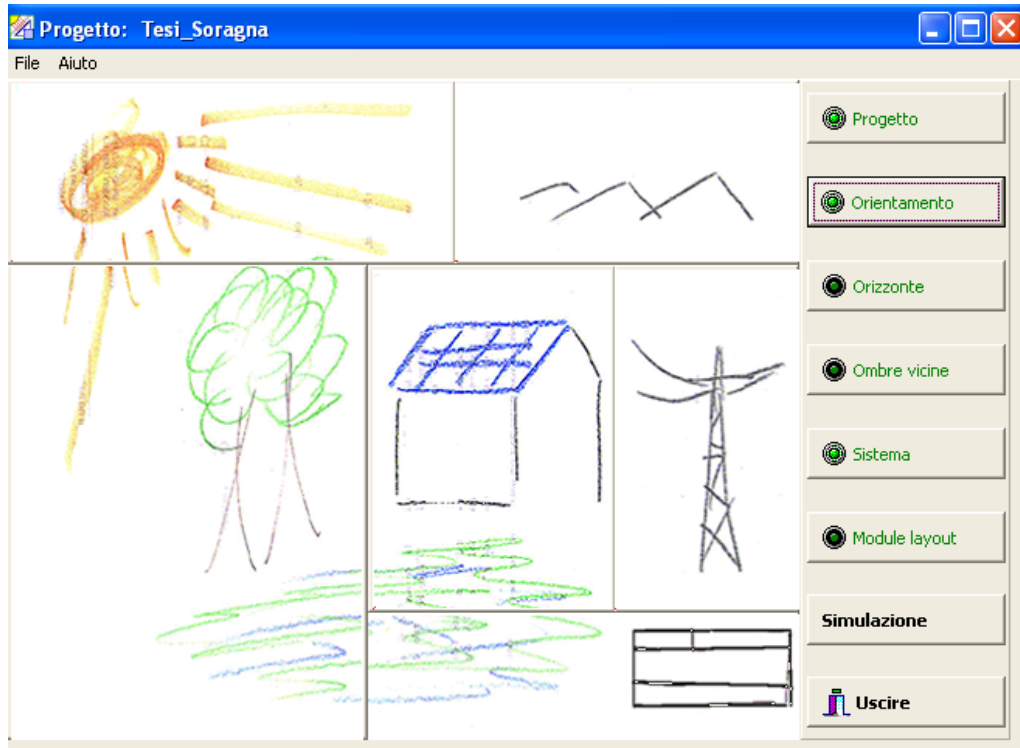 Progetto: Tesi_Soragna
File Aiuto
Progetto
Orientamento
Orizzonte
Ombre vicine
Sistema
Module layout
Simulazione
Uscire